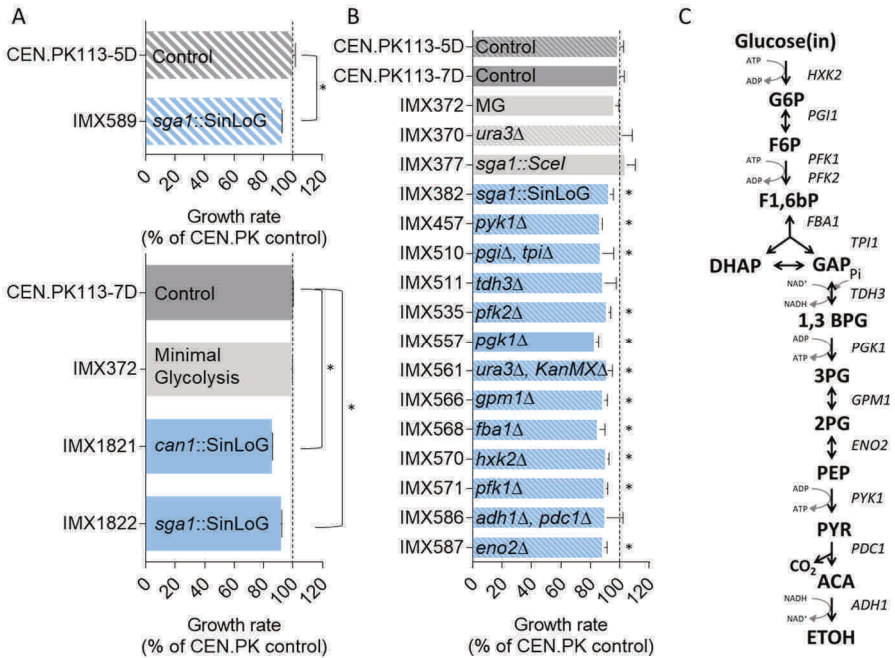 A
CEN.PK113-5D
Control
*
IMX589
sga1::SinLoG
0 20 40 60 80 100 120
Growth rate
(% of CEN.PK control)
CEN.PK113-7D
Control
IMX372
Minimal
Glycolysis
*
*
IMX1821
can1::SinLoG
IMX1822
sga1::SinLoG
0 20 40 60 80 100 120
Growth rate
(% of CEN.PK control)
B
CEN.PK113-5D Control
CEN.PK113-7D Control
IMX372 MG
IMX370 ura3Δ
IMX377 sga1::SceI
IMX382 sga1::SinLoG *
IMX457 pyk1Δ *
IMX510 pgiΔ, tpiΔ *
IMX511 tdh3Δ
IMX535 pfk2Δ *
IMX557 pgk1Δ *
IMX561 ura3Δ, KanMXΔ *
IMX566 gpm1Δ *
IMX568 fba1Δ *
IMX570 hxk2Δ *
IMX571 pfk1Δ *
IMX586 adh1Δ, pdc1Δ
IMX587 eno2Δ *
0 20 40 60 80 100 120
Growth rate
(% of CEN.PK control)
C
Glucose(in)
ATP
ADP
HXK2
G6P
PGI1
F6P
ATP
ADP
PFK1
PFK2
F1,6bP
FBA1
TPI1
DHAP
GAP
Pi
NAD+
NADH
TDH3
1,3 BPG
ADP
ATP
PGK1
3PG
GPM1
2PG
ENO2
PEP
ADP
ATP
PYK1
PYR
PDC1
CO2
ACA
NADH
NAD+
ADH1
ETOH